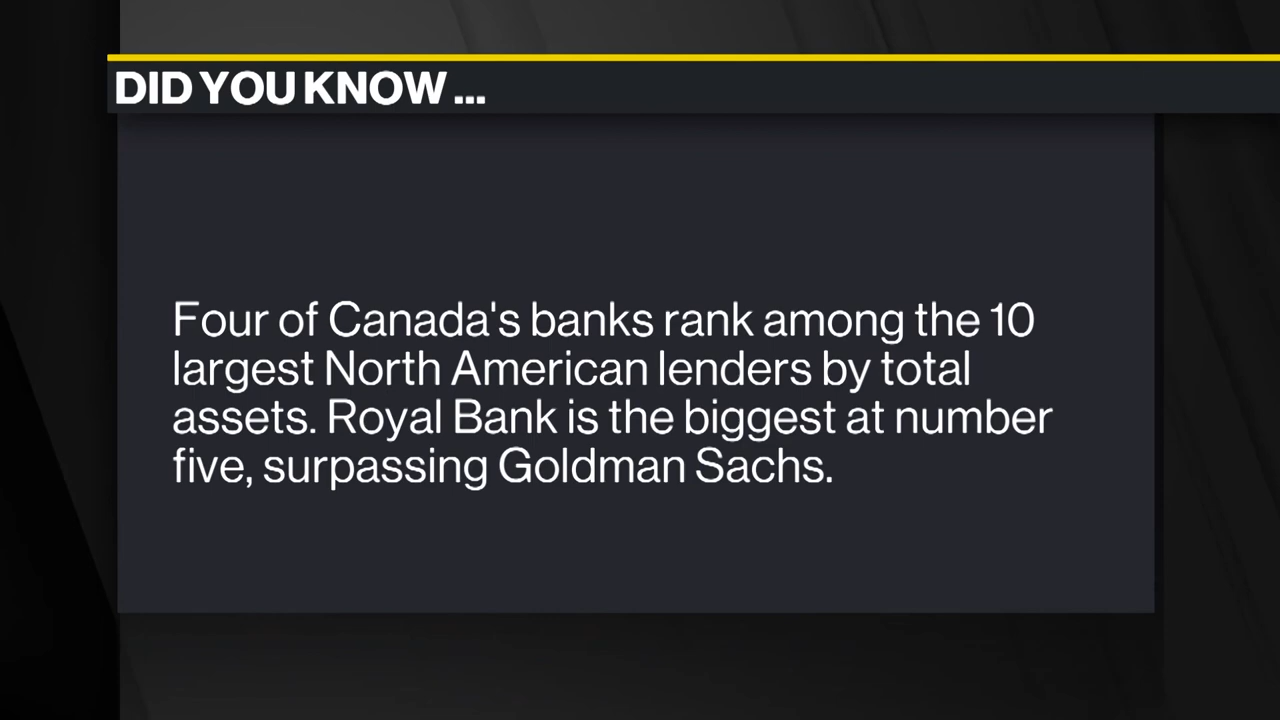 DID YOU KNOW ...
Four of Canada's banks rank among the 10
largest North American lenders by total
assets. Royal Bank is the biggest at number
five, surpassing Goldman Sachs.